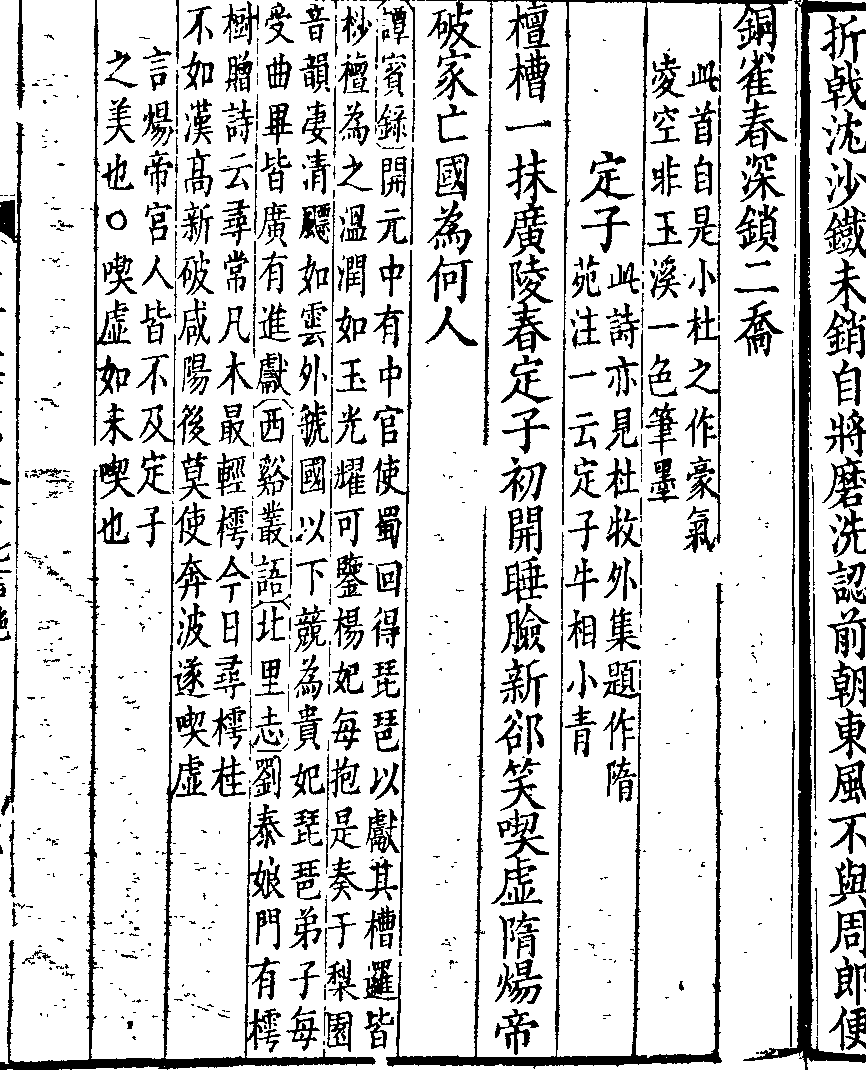 折戟沈沙鐵未銷自將磨洗認前朝東風不與周郎便
銅雀春深鎖二喬
此首自是小杜之作豪氣
凌空非玉溪一色筆墨
定子
此詩亦見杜牧外集題作隋
苑注一云定子牛相小青
檀槽一抹廣陵春定子初開睡臉新郤笑喫虛隋煬帝
破家亡國為何人
譚賓錄開元中有中官使蜀回得琵琶以獻其槽邏皆
桫檀為之溫潤如玉光耀可鑒楊妃每抱是奏于梨園
音韻凄清飃如雲外虢國以下競為貴妃琵琶弟子每
受曲畢皆廣有進獻西谿叢語北里志劉泰娘門有樗
樹贈詩云尋常凡木最輕樗今日尋樗桂
不如漢高新破咸陽後莫使奔波遂喫虛
言煬帝宮人皆不及定子
之美也○喫虛如未喫也